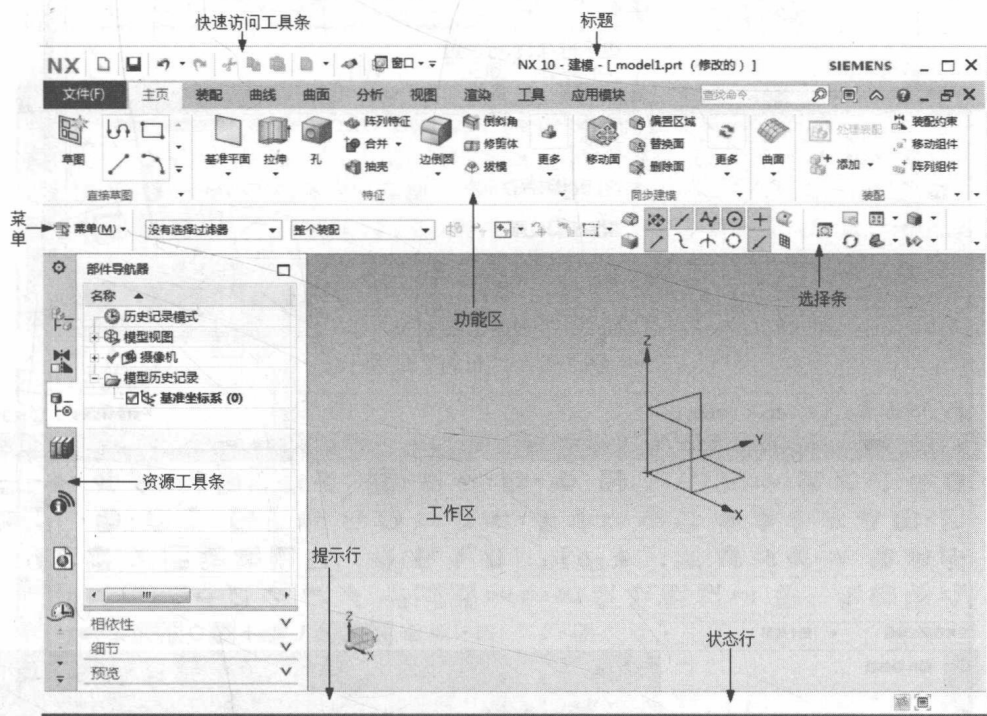 快速访问工具条
标题
NX
窗口
NX 10 - 建模 - [_model1.prt （修改的） ]
SIEMENS
文件(F)
主页
装配
曲线
曲面
分析
视图
渲染
工具
应用模块
查找命令
草图
直接草图
基准平面
拉伸
孔
阵列特征
合并
抽壳
边倒圆
倒斜角
修剪体
拔模
更多
特征
移动面
偏置区域
替换面
删除面
更多
同步建模
曲面
处理装配
添加
装配约束
移动组件
阵列组件
装配
菜单
菜单(M)
没有选择过滤器
整个装配
选择条
功能区
部件导航器
名称
历史记录模式
模型视图
摄像机
模型历史记录
基准坐标系 (0)
Z
Y
X
资源工具条
工作区
提示行
Z
X
状态行
相依性
细节
预览